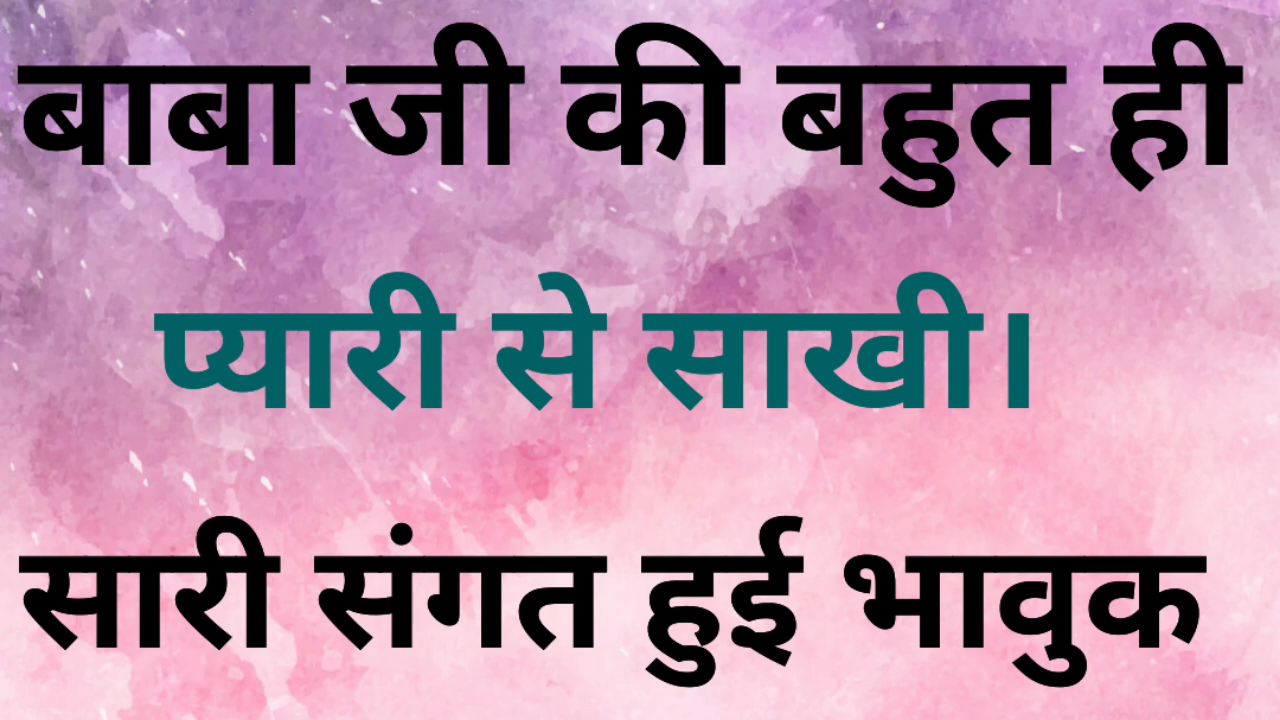 बाबा जी की बहुत ही
प्यारी से साखी।
सारी संगत हुई भावुक